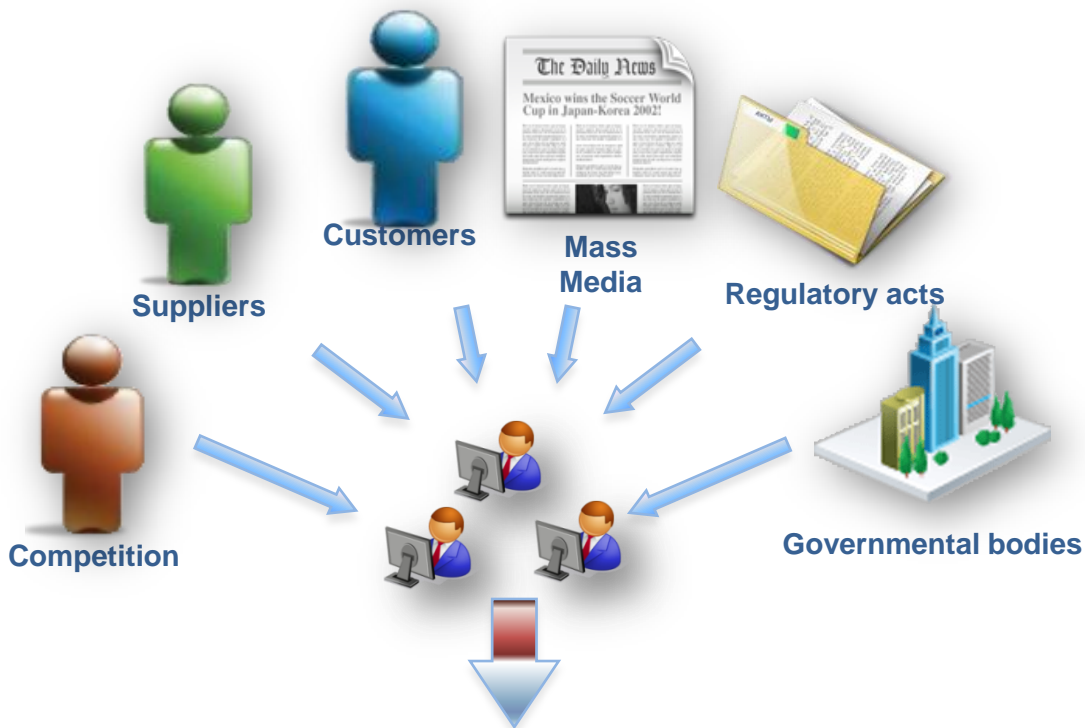 The Daily News
Mexico wins the Soccer World
Cup in Japan-Korea 2002!
Customers
Mass
Media
Suppliers
Regulatory acts
Competition
Governmental bodies